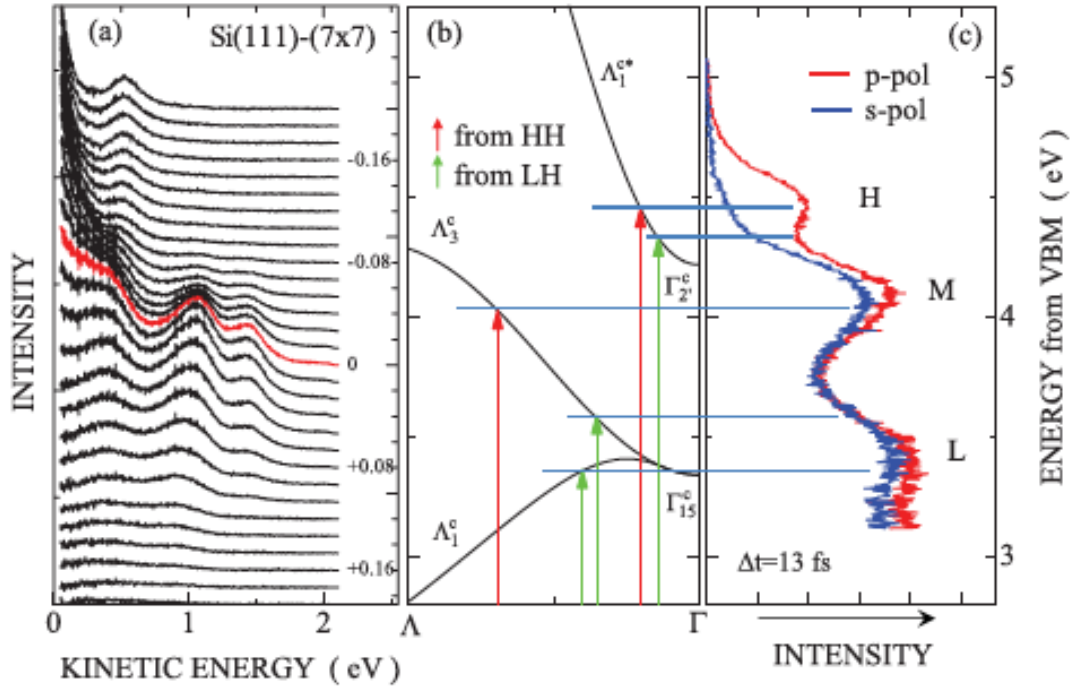 (a)
Si(111)-(7x7)
-0.16
-0.08
0
+0.08
+0.16
INTENSITY
0
1
2
KINETIC ENERGY ( eV )
(b)
Λ₁ᶜ*
from HH
from LH
Λ₃ᶜ
Γ₂'ᶜ
Γ₁₅ᶜ
Λ₁ᶜ
Λ
Γ
(c)
p-pol
s-pol
H
M
L
Δt=13 fs
INTENSITY
5
4
3
ENERGY from VBM ( eV )